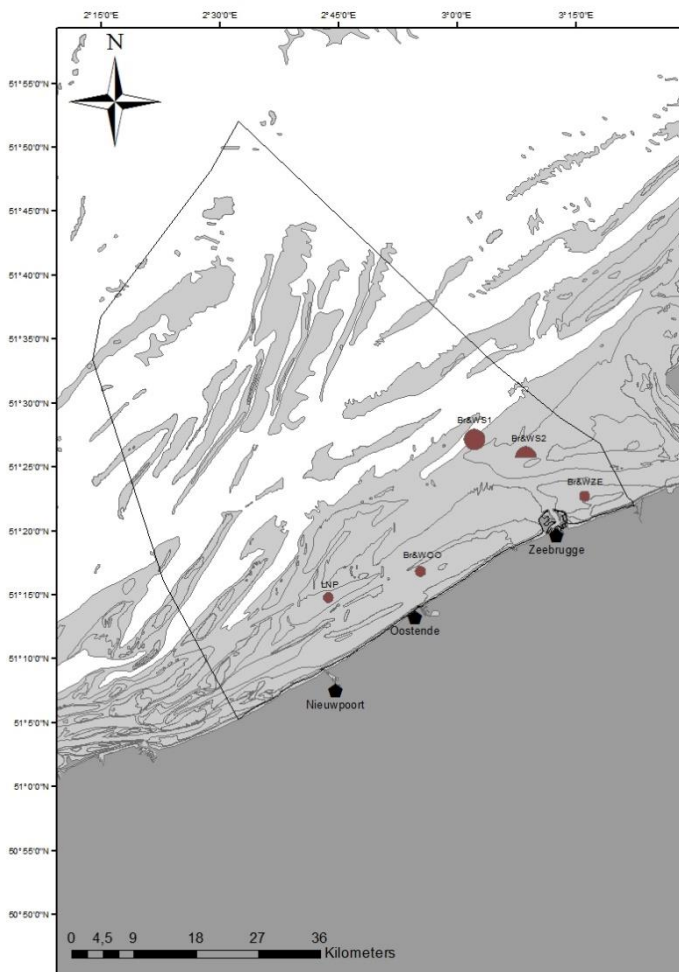 2°15'0"E 2°30'0"E 2°45'0"E 3°0'0"E 3°15'0"E
N
51°55'0"N
51°50'0"N
51°45'0"N
51°40'0"N
51°35'0"N
51°30'0"N
Br&WS1
Br&WS2
51°25'0"N
Br&WZE
51°20'0"N
Zeebrugge
Br&WOO
LNP
51°15'0"N
Oostende
51°10'0"N
Nieuwpoort
51°5'0"N
51°0'0"N
50°55'0"N
50°50'0"N
0 4,5 9 18 27 36
Kilometers